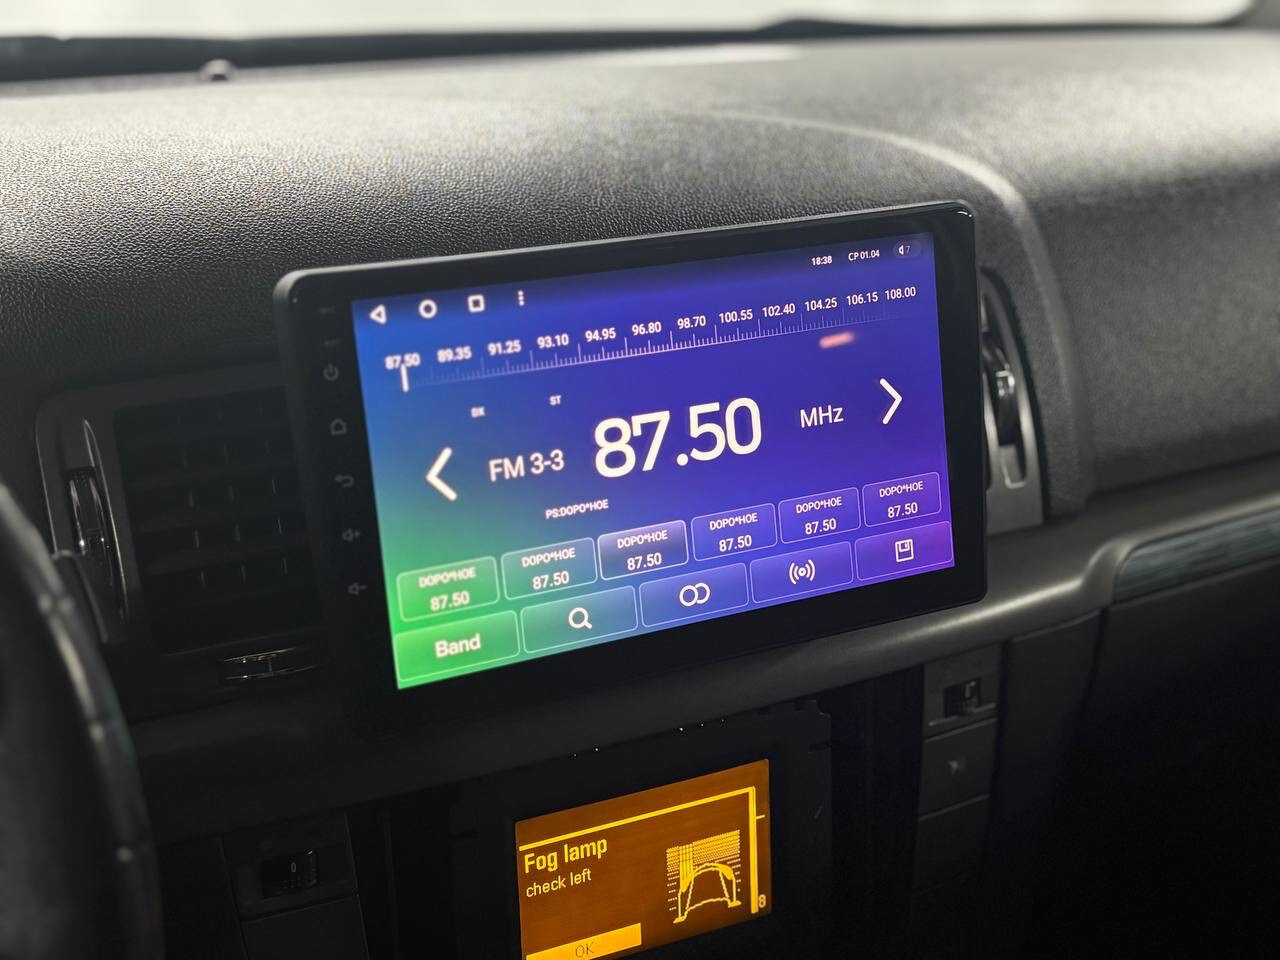 18:38 СР 01.04 7
87.50 89.35 91.25 93.10 94.95 96.80 98.70 100.55 102.40 104.25 106.15 108.00
DX ST
FM 3-3 87.50 MHz
PS:DOPO*HOE
DOPO*HOE DOPO*HOE DOPO*HOE DOPO*HOE DOPO*HOE DOPO*HOE
87.50 87.50 87.50 87.50 87.50 87.50
Band
Fog lamp
check left
8
OK
0